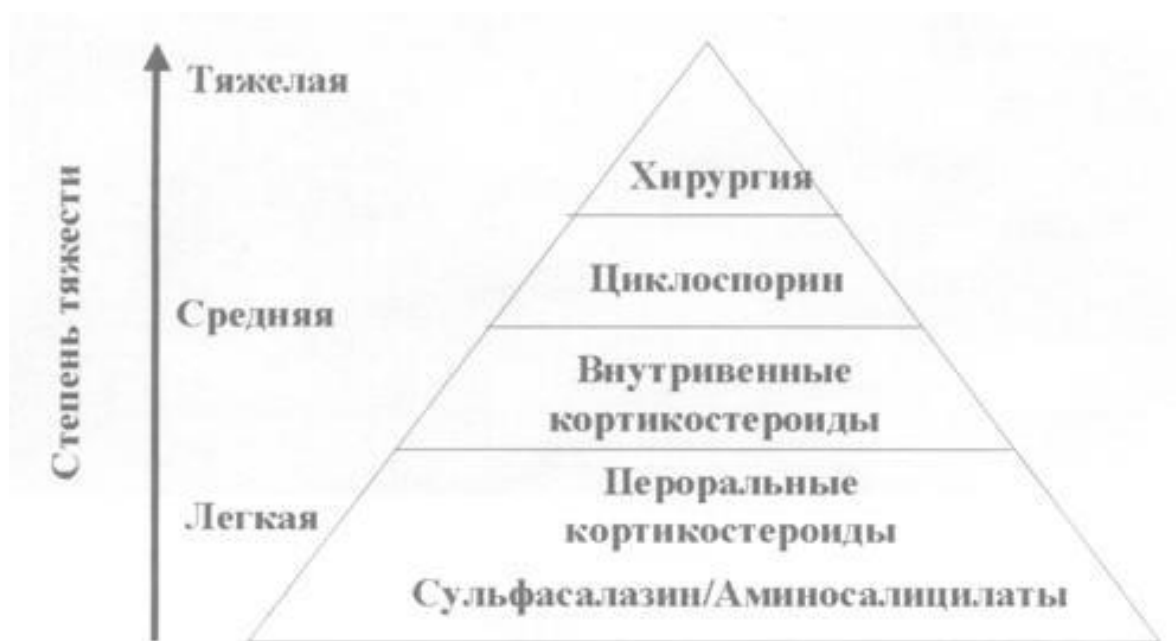 Тяжелая
Хирургия
Циклоспорин
Средняя
Внутривенные
кортикостероиды
Пероральные
Легкая
кортикостероиды
Сульфасалазин/Аминосалицилаты
Степень тяжести